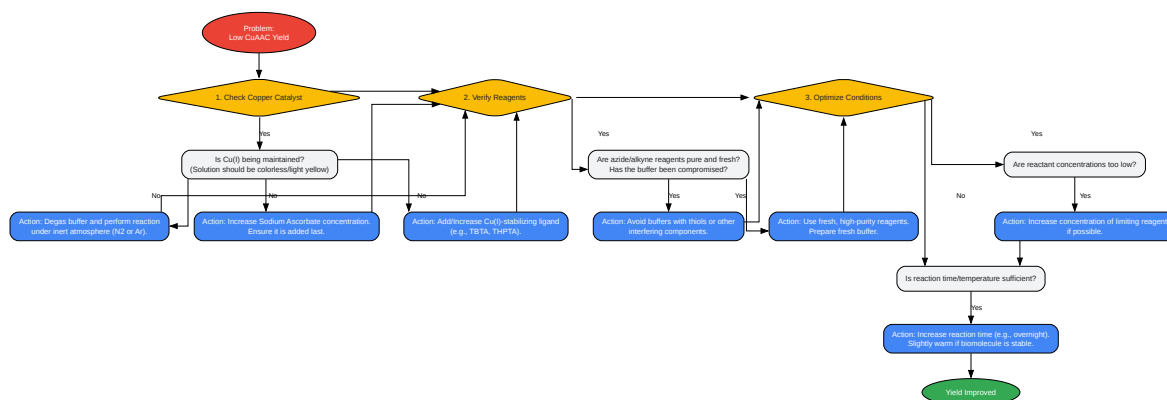 Problem:
Low CuAAC Yield
1. Check Copper Catalyst
2. Verify Reagents
3. Optimize Conditions
Yes
Yes
Yes
Is Cu(I) being maintained?
(Solution should be colorless/light yellow)
Are azide/alkyne reagents pure and fresh?
Has the buffer been compromised?
Are reactant concentrations too low?
No
No
No
Yes
Yes
No
Yes
Action: Degas buffer and perform reaction
under inert atmosphere (N2 or Ar).
Action: Increase Sodium Ascorbate concentration.
Ensure it is added last.
Action: Add/Increase Cu(I)-stabilizing ligand
(e.g., TBTA, THPTA).
Action: Avoid buffers with thiols or other
interfering components.
Action: Use fresh, high-purity reagents.
Prepare fresh buffer.
Action: Increase concentration of limiting reagent
if possible.
Is reaction time/temperature sufficient?
Yes
Action: Increase reaction time (e.g., overnight).
Slightly warm if biomolecule is stable.
Yield Improved